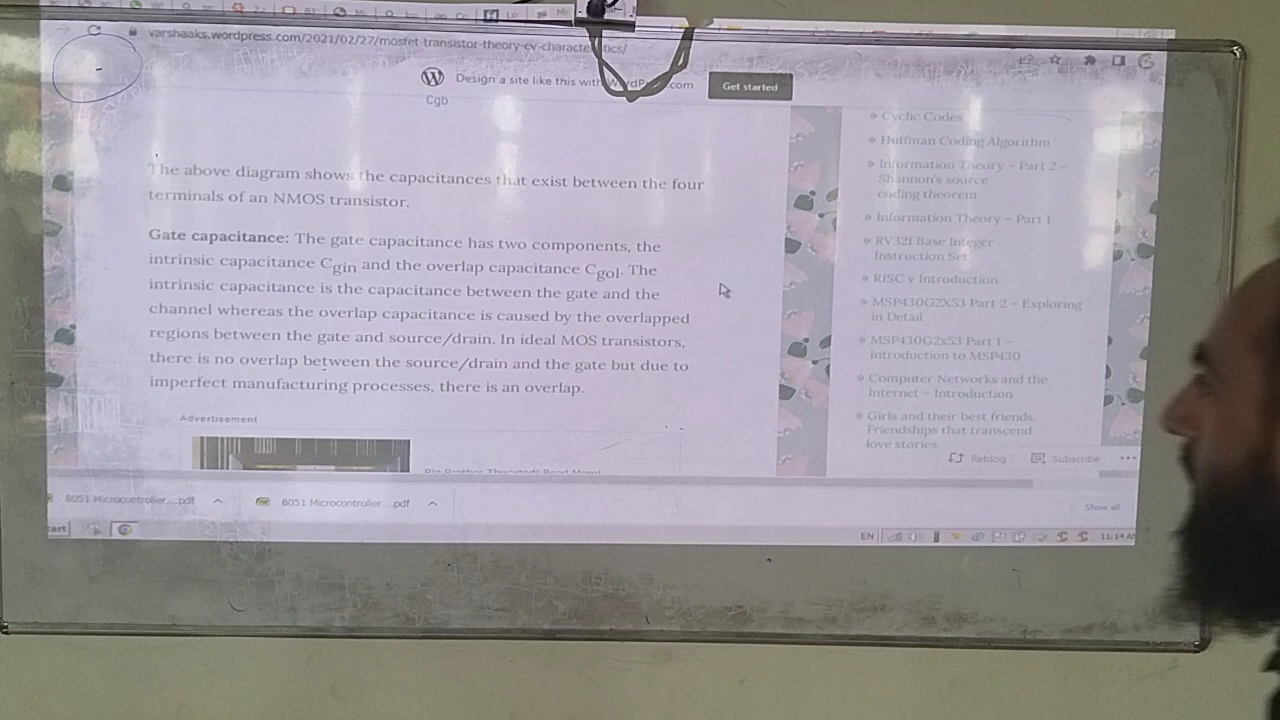 varshaaks.wordpress.com/2021/02/27/mosfet-transistor-theory-cv-characteristics/
Design a site like this with WordPress.com
Get started
Cgb
The above diagram shows the capacitances that exist between the four
terminals of an NMOS transistor.
Gate capacitance: The gate capacitance has two components, the
intrinsic capacitance Cgin and the overlap capacitance Cgol. The
intrinsic capacitance is the capacitance between the gate and the
channel whereas the overlap capacitance is caused by the overlapped
regions between the gate and source/drain. In ideal MOS transistors,
there is no overlap between the source/drain and the gate but due to
imperfect manufacturing processes, there is an overlap.
Advertisement
» Cyclic Codes
» Huffman Coding Algorithm
» Information Theory – Part 2 –
Shannon's source
coding theorem
» Information Theory – Part 1
» RV32I Base Integer
Instruction Set
» RISC v Introduction
» MSP430G2X53 Part 2 – Exploring
in Detail
» MSP430G2x53 Part 1 –
Introduction to MSP430
» Computer Networks and the
Internet – Introduction
» Girls and their best friends:
Friendships that transcend
love stories
Reblog
Subscribe
8051 Microcontroller....pdf
8051 Microcontroller....pdf
Show all
EN
11:14